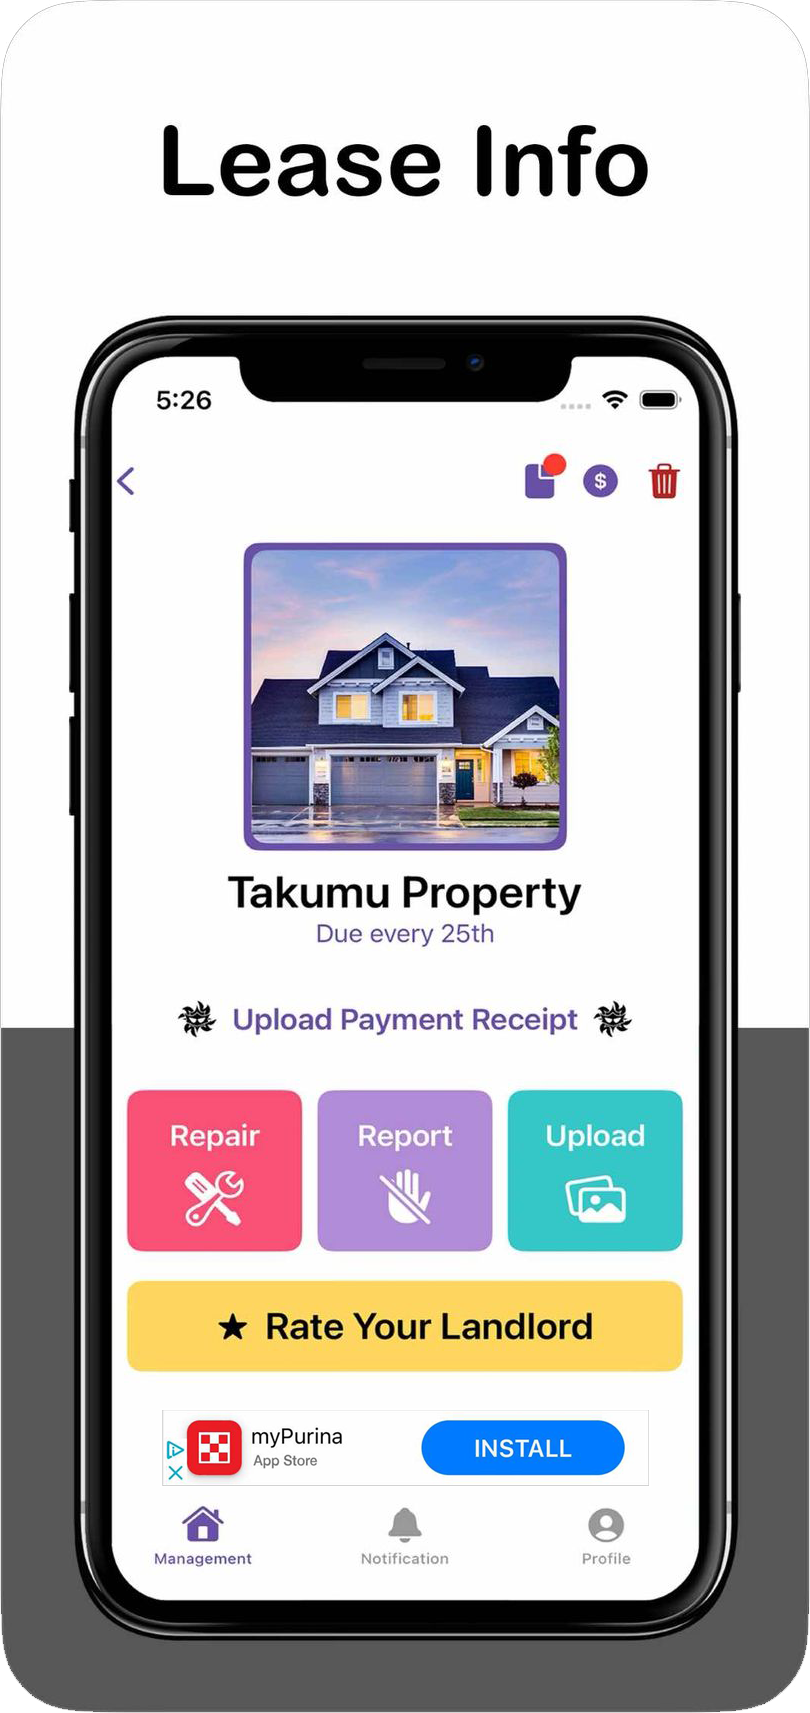 Lease Info
5:26
$
Takumu Property
Due every 25th
Upload Payment Receipt
Repair
Report
Upload
Rate Your Landlord
myPurina
App Store
INSTALL
Management
Notification
Profile